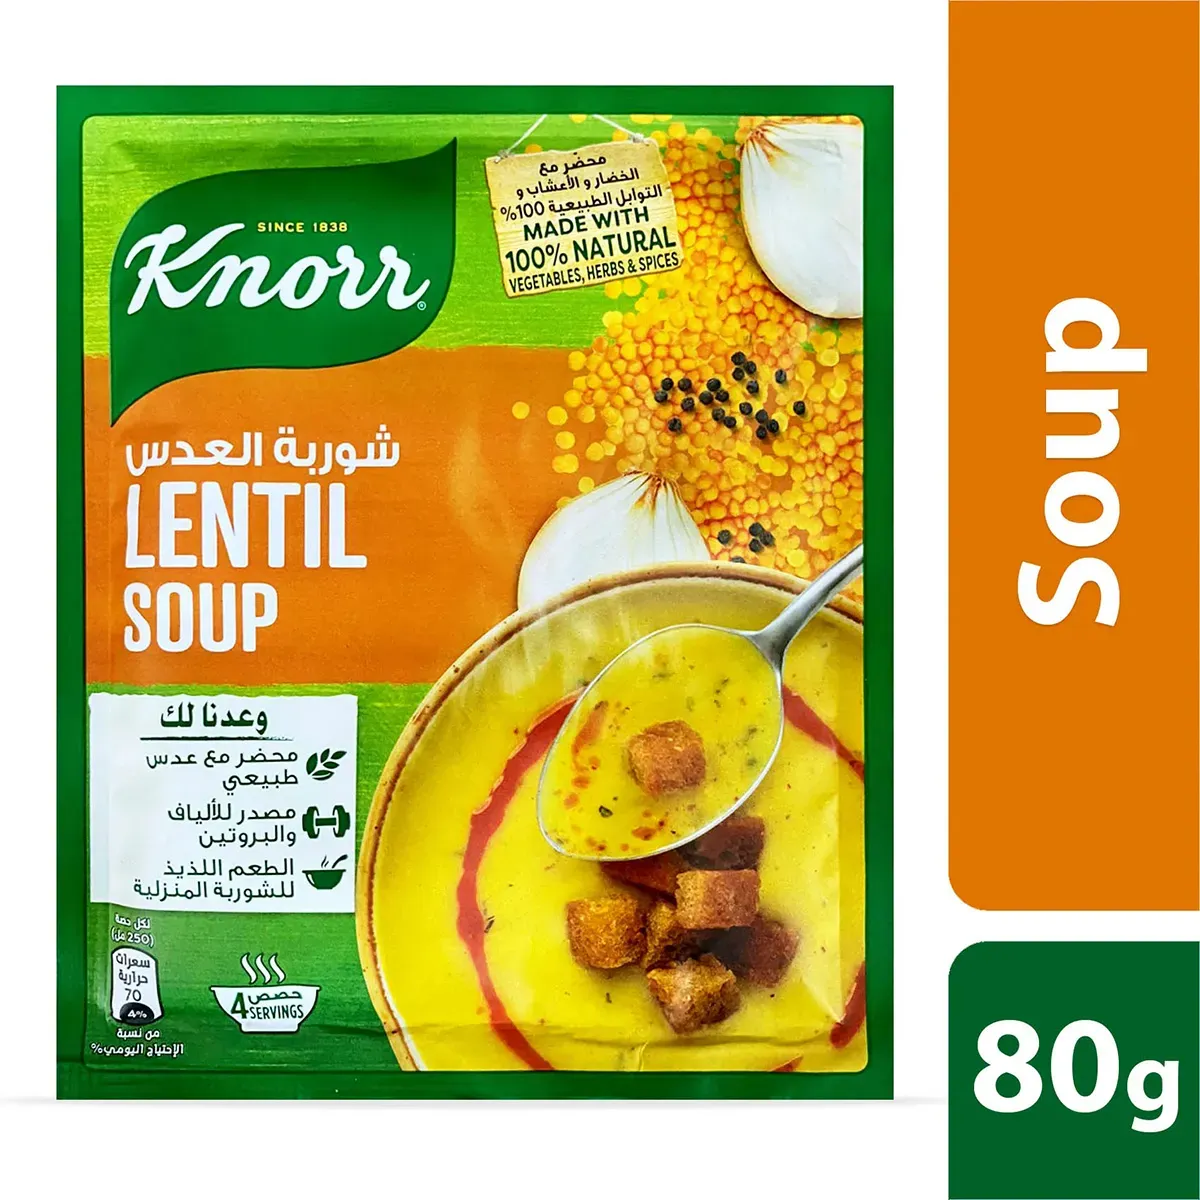 SINCE 1838
Knorr®
محضّر مع
الخضار و الأعشاب و
التوابل الطبيعية 100%
MADE WITH
100% NATURAL
VEGETABLES, HERBS & SPICES
شوربة العدس
LENTIL
SOUP
وعدنا لك
محضر مع عدس
طبيعي
مصدر للألياف
والبروتين
الطعم اللذيذ
للشوربة المنزلية
لكل حصة
(250 مل)
سعرات
حرارية
70
4%
من نسبة
الإحتياج اليومي%
4 حصص
SERVINGS
Soup
80g